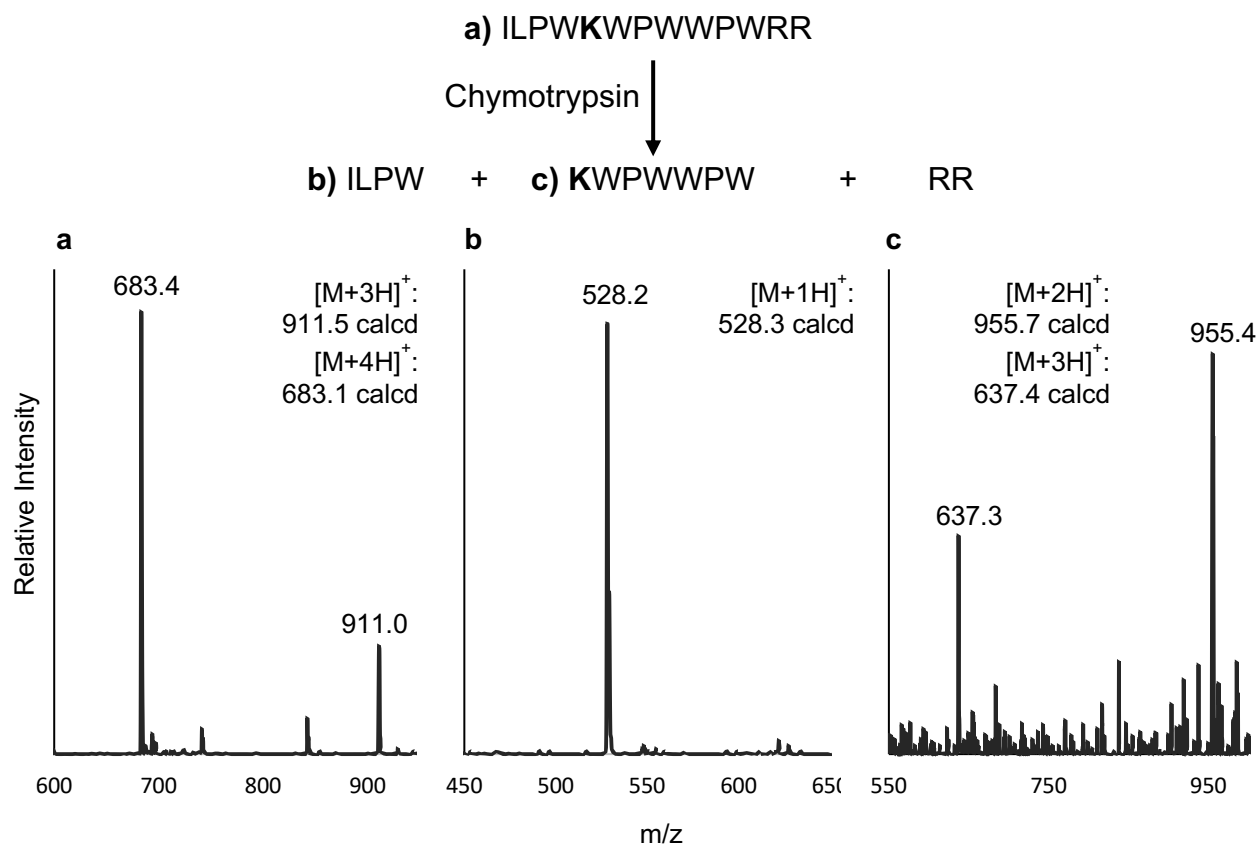 a) ILPWKWPWWPWRR
Chymotrypsin
b) ILPW + c) KWPWWPW + RR
a
683.4
[M+3H]+:
911.5 calcd
[M+4H]+:
683.1 calcd
911.0
b
528.2
[M+1H]+:
528.3 calcd
c
[M+2H]+:
955.7 calcd
[M+3H]+:
637.4 calcd
955.4
637.3
Relative Intensity
600 700 800 900
450 550 500 600 650
550 750 950
m/z